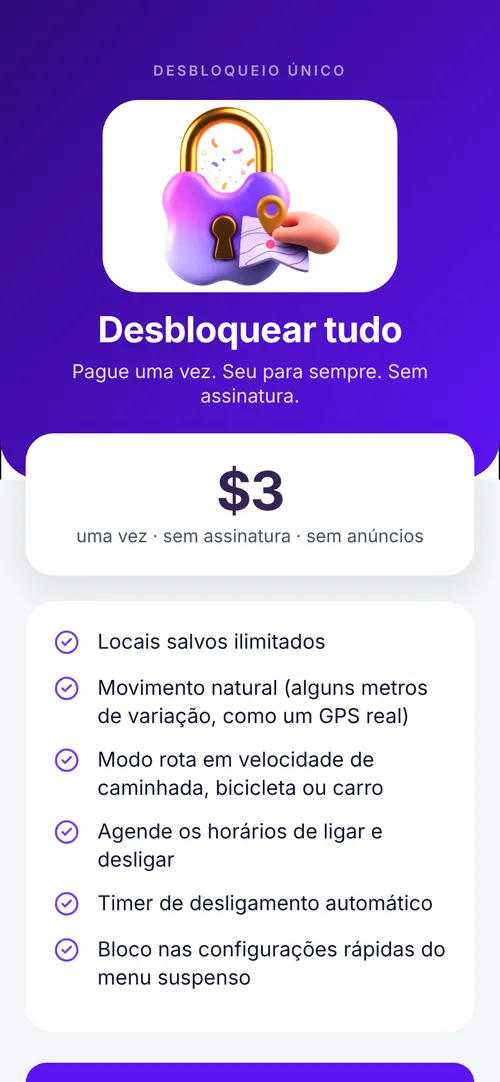 DESBLOQUEIO ÚNICO
Desbloquear tudo
Pague uma vez. Seu para sempre. Sem
assinatura.
$3
uma vez · sem assinatura · sem anúncios
Locais salvos ilimitados
Movimento natural (alguns metros
de variação, como um GPS real)
Modo rota em velocidade de
caminhada, bicicleta ou carro
Agende os horários de ligar e
desligar
Timer de desligamento automático
Bloco nas configurações rápidas do
menu suspenso